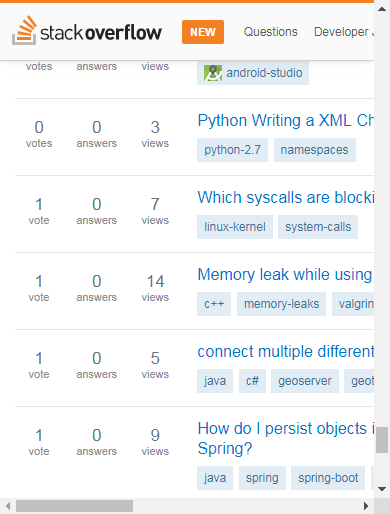 stackoverflow NEW Questions Developer J
votes answers views android-studio
0 0 3 Python Writing a XML Ch
votes answers views
python-2.7 namespaces
1 0 7 Which syscalls are blocki
vote answers views
linux-kernel system-calls
1 0 14 Memory leak while using
vote answers views
c++ memory-leaks valgrin
1 0 5 connect multiple different
vote answers views
java c# geoserver geot
1 0 9 How do I persist objects i
vote answers views Spring?
java spring spring-boot